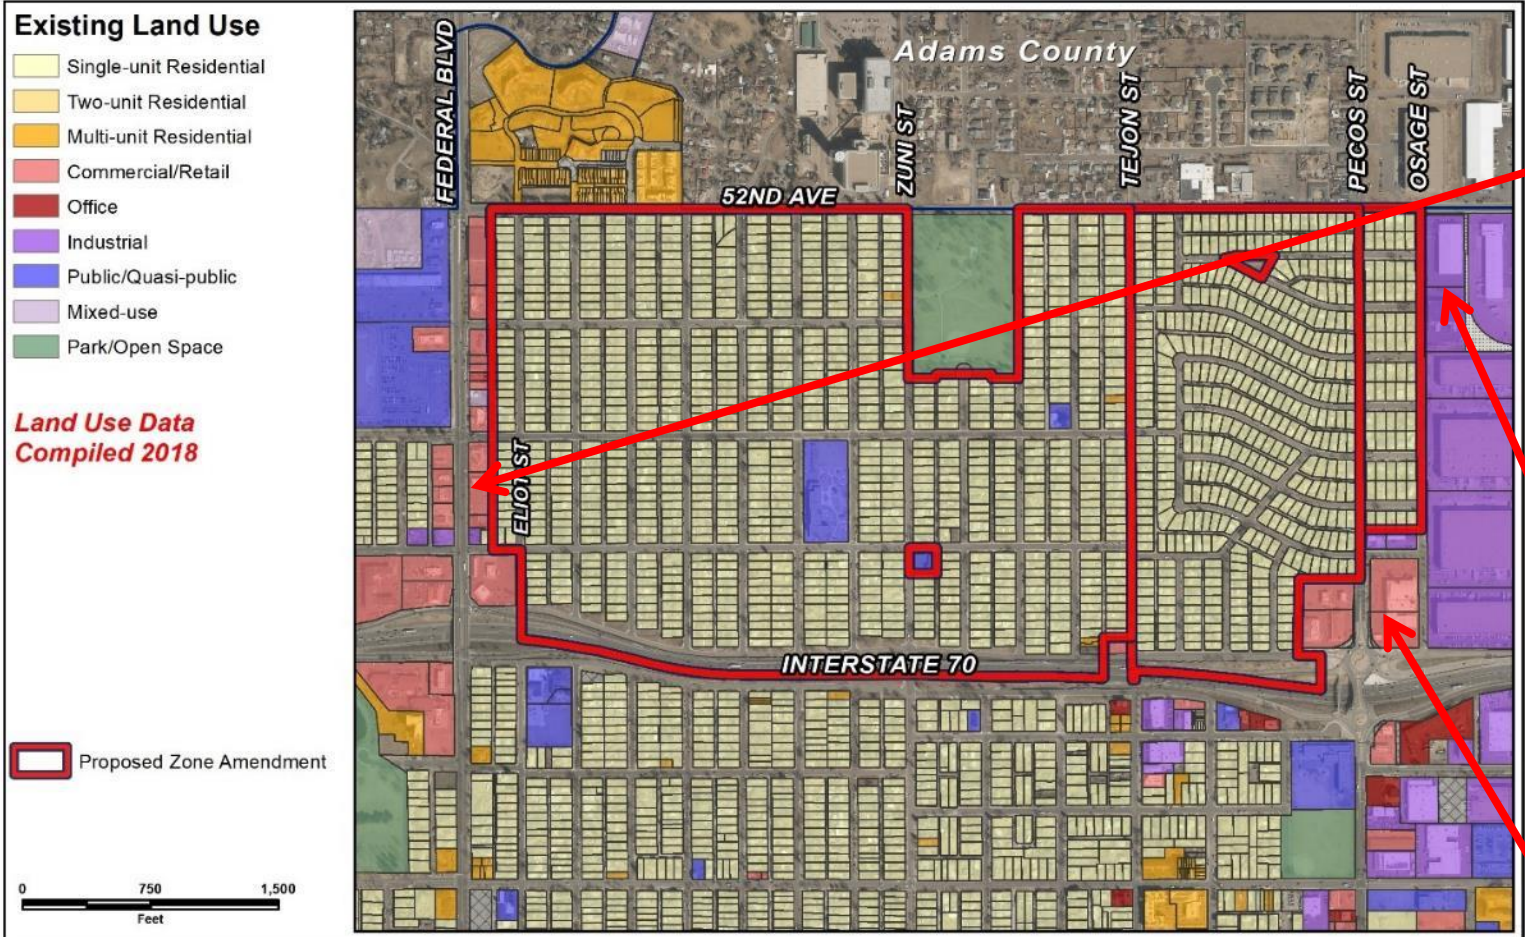 Existing Land Use
Single-unit Residential
Two-unit Residential
Multi-unit Residential
Commercial/Retail
Office
Industrial
Public/Quasi-public
Mixed-use
Park/Open Space
Land Use Data
Compiled 2018
Proposed Zone Amendment
0 750 1,500
Feet
Adams County
FEDERAL BLVD
ZUNI ST
TEJON ST
PECOS ST
OSAGE ST
52ND AVE
ELIOT ST
INTERSTATE 70